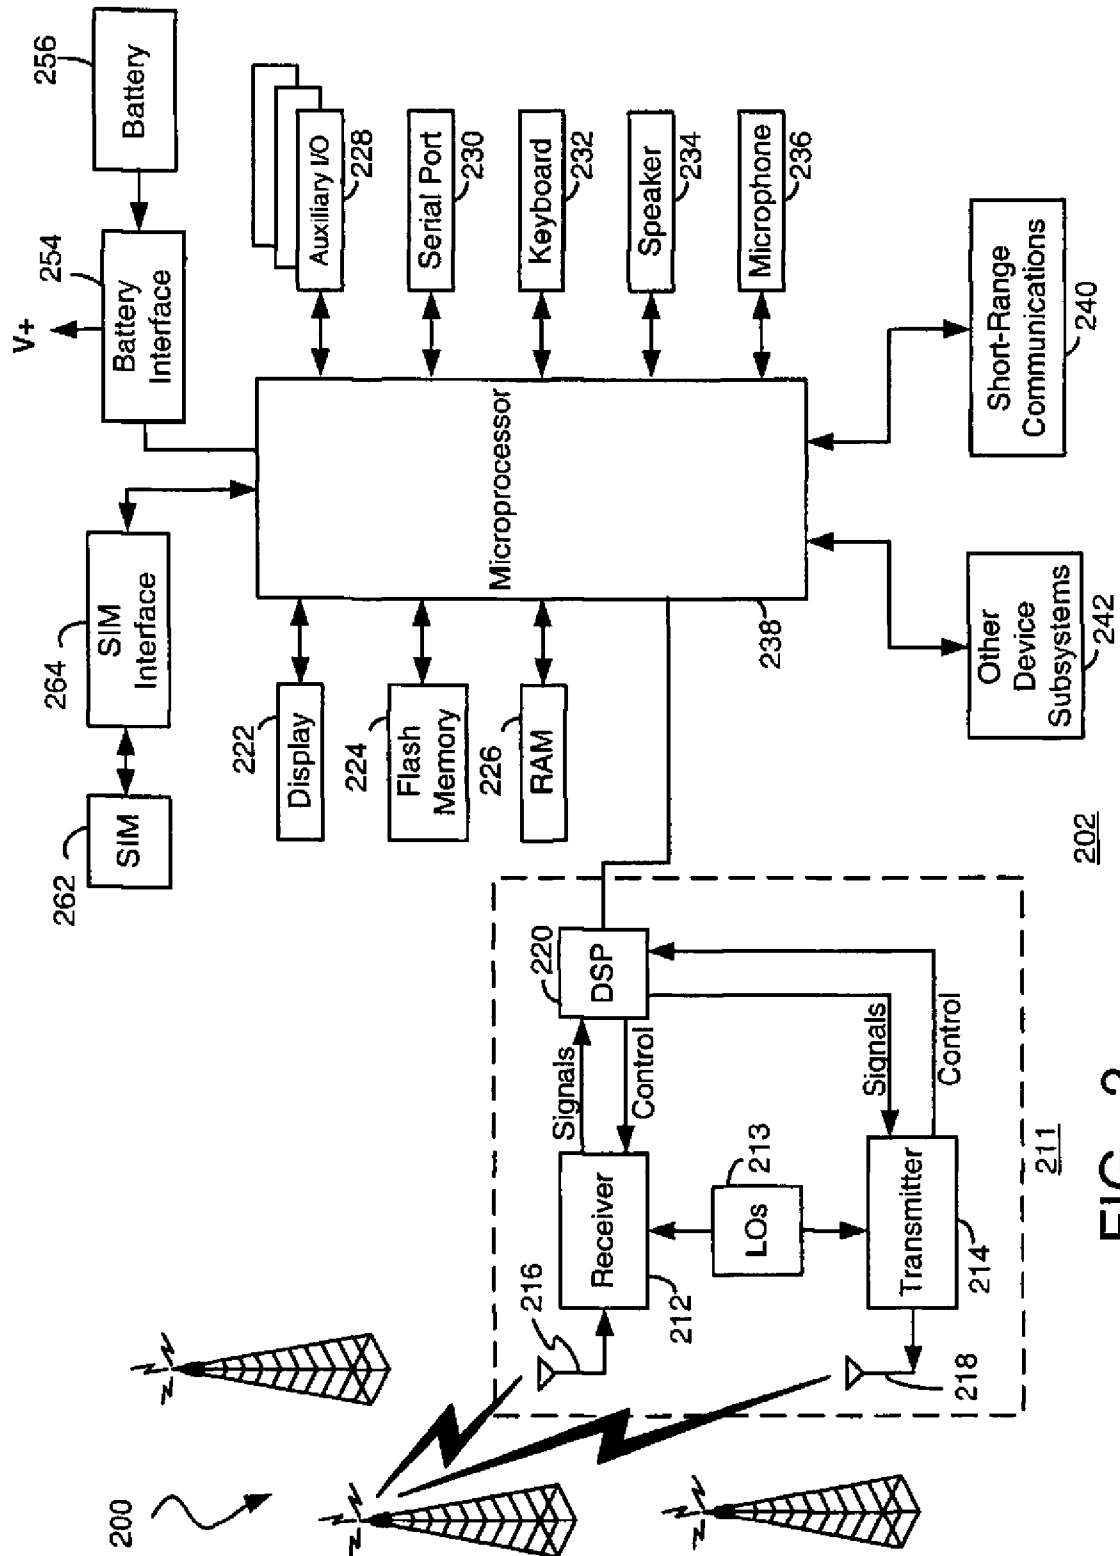 200
262
SIM
264
SIM
Interface
V+
254
Battery
Interface
256
Battery
222
Display
224
Flash
Memory
226
RAM
Microprocessor
238
Auxiliary I/O
228
Serial Port
230
Keyboard
232
Speaker
234
Microphone
236
216
Receiver
212
Signals
Control
220
DSP
LOs
213
218
Transmitter
214
Signals
Control
211
Other
Device
Subsystems
242
Short-Range
Communications
240
202
FIG. 2